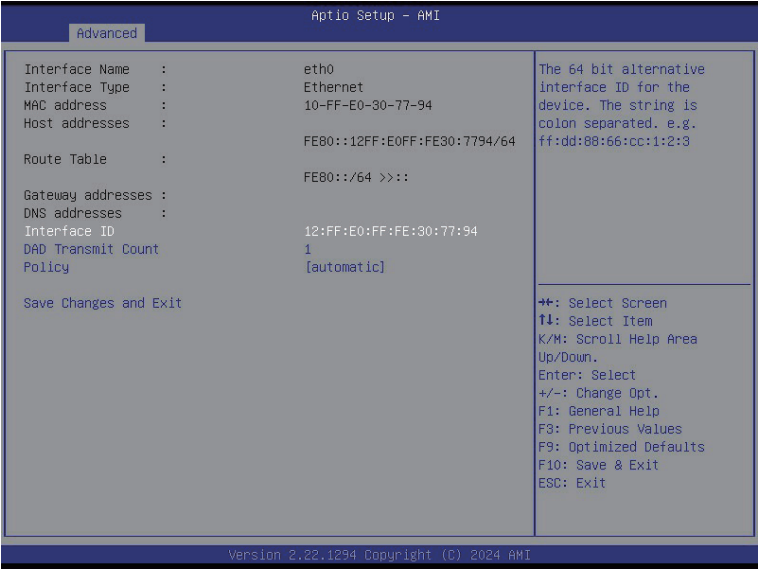 Aptio Setup – AMI
Advanced
Interface Name    :    eth0
Interface Type    :    Ethernet
MAC address    :    10-FF-E0-30-77-94
Host addresses    :
FE80::12FF:E0FF:FE30:7794/64
Route Table    :
FE80::/64 >>::
Gateway addresses :
DNS addresses    :
Interface ID    12:FF:E0:FF:FE:30:77:94
DAD Transmit Count    1
Policy    [automatic]
Save Changes and Exit
The 64 bit alternative
interface ID for the
device. The string is
colon separated. e.g.
ff:dd:88:66:cc:1:2:3
→←: Select Screen
↑↓: Select Item
K/M: Scroll Help Area
Up/Down.
Enter: Select
+/-: Change Opt.
F1: General Help
F3: Previous Values
F9: Optimized Defaults
F10: Save & Exit
ESC: Exit
Version 2.22.1294 Copyright (C) 2024 AMI